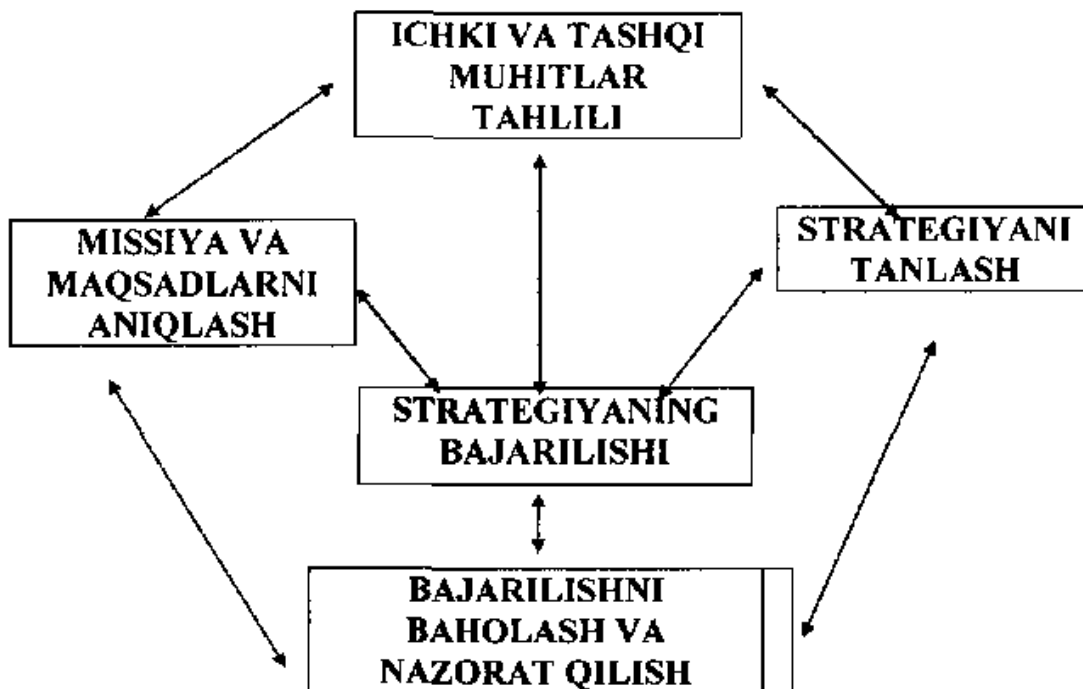 ICHKI VA TASHQI
MUHITLAR
TAHLILI
MISSIYA VA
MAQSADLARNI
ANIQLASH
STRATEGIYANI
TANLASH
STRATEGIYANING
BAJARILISHI
BAJARILISHNI
BAHOLASH VA
NAZORAT QILISH